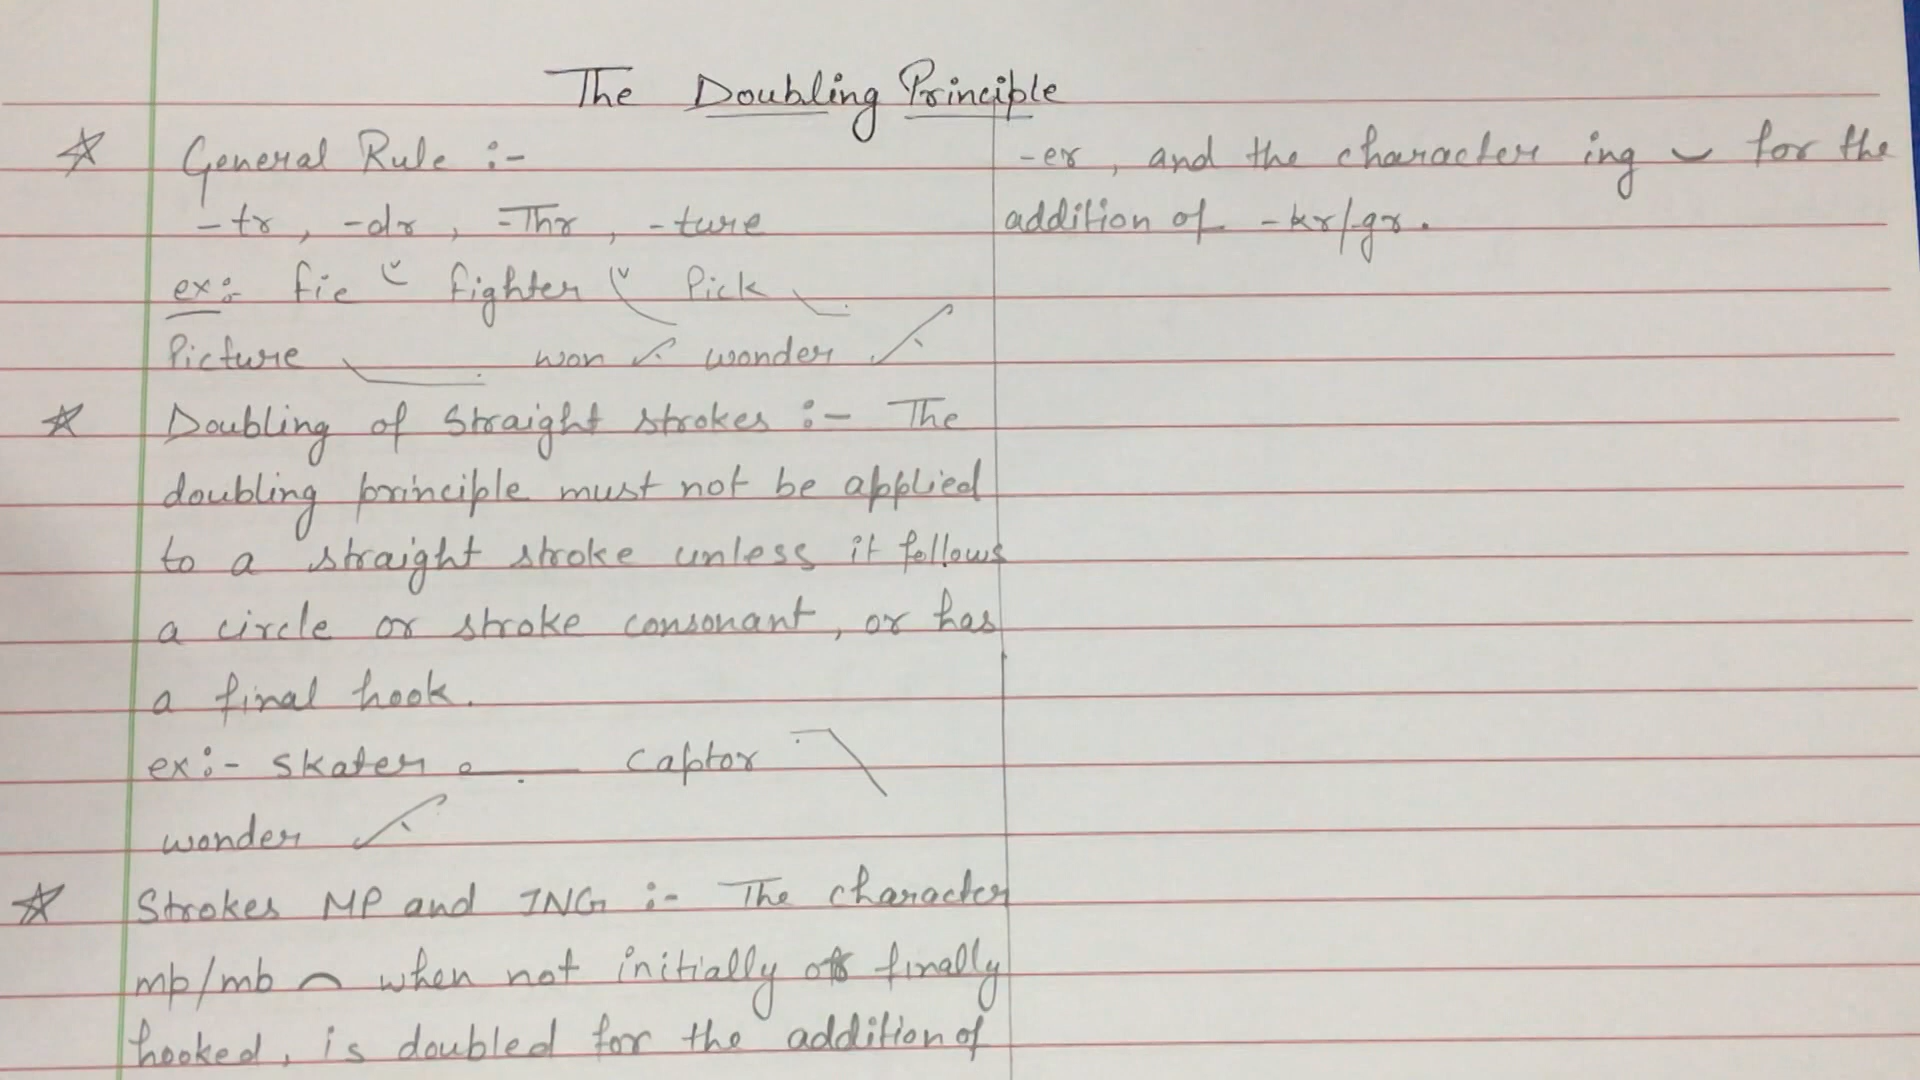 The Doubling Principle
General Rule :-
-tr, -dr, -Thr, -ture
ex:- fie fighter Pick
Picture won wonder
Doubling of Straight strokes :- The
doubling principle must not be applied
to a straight stroke unless it follows
a circle or stroke consonant, or has
a final hook.
ex:- skater captor
wonder
Strokes MP and ING :- The character
mp/mb when not initially or finally
hooked, is doubled for the addition of
-er, and the character ing for the
addition of -kr/-gr.